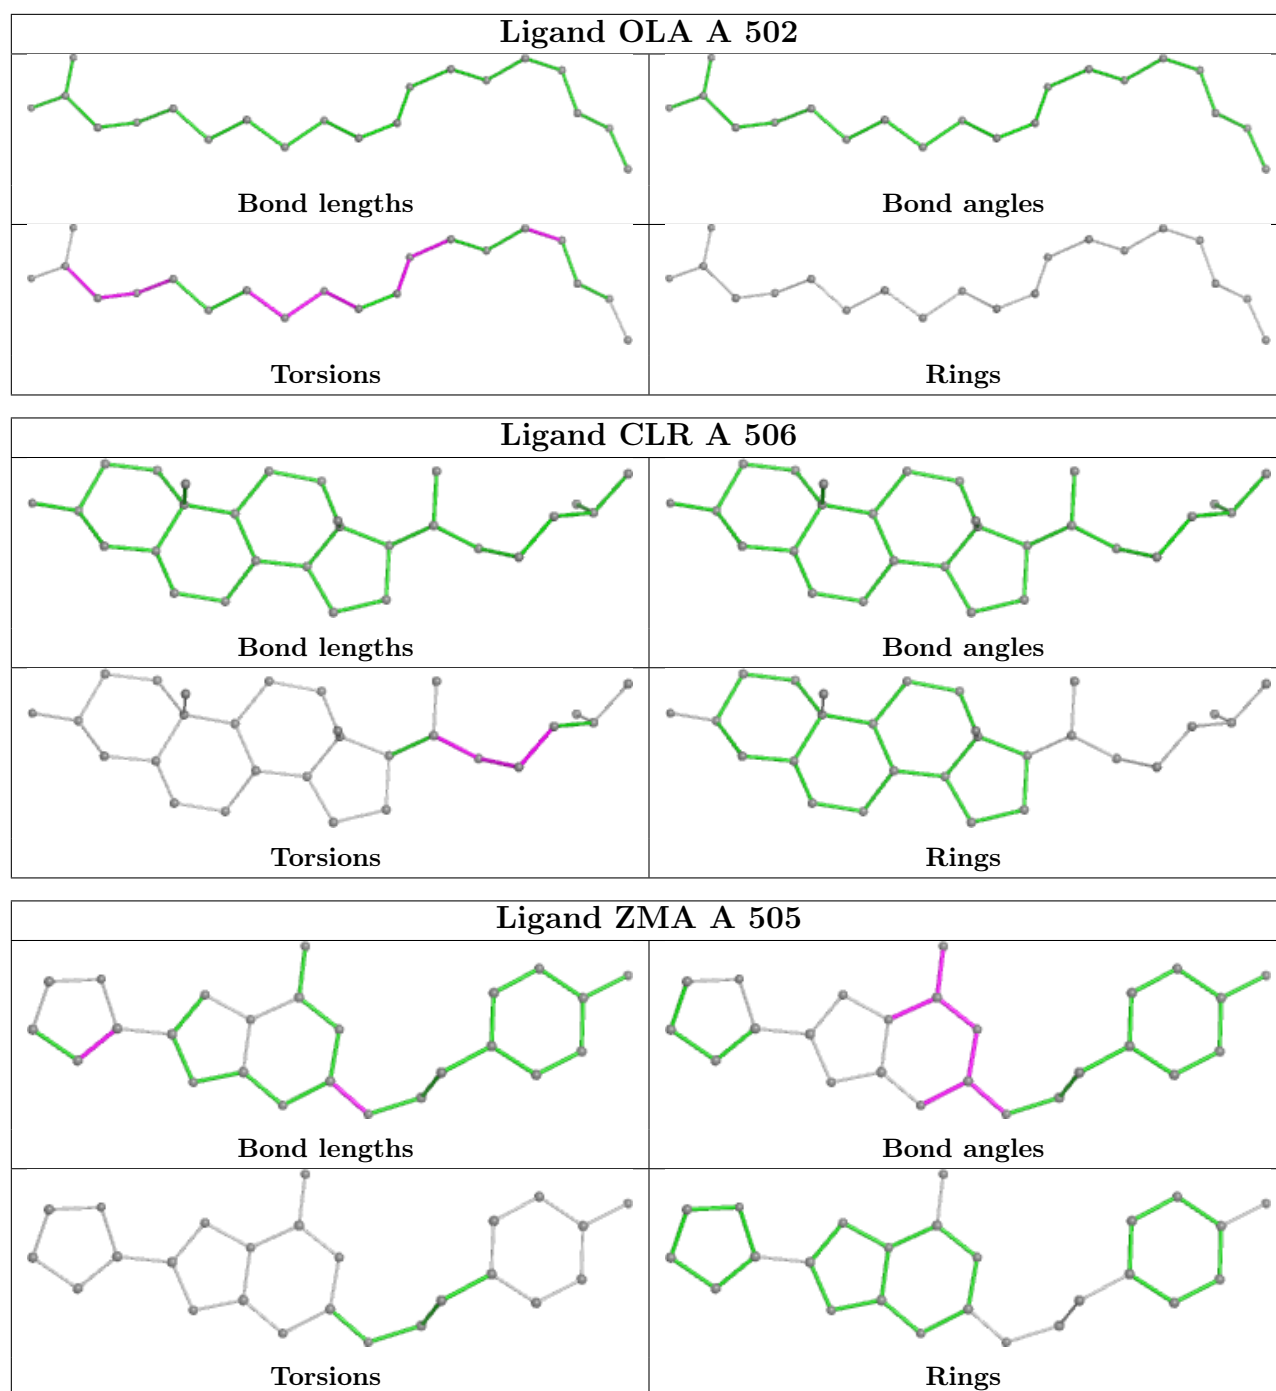 Ligand OLA A 502
Bond lengths
Bond angles
Torsions
Rings
Ligand CLR A 506
Bond lengths
Bond angles
Torsions
Rings
Ligand ZMA A 505
Bond lengths
Bond angles
Torsions
Rings